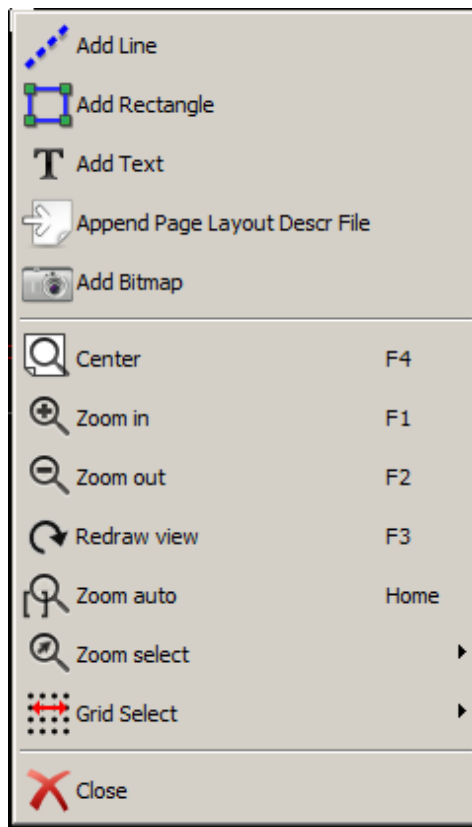 Add Line
Add Rectangle
T Add Text
Append Page Layout Descr File
Add Bitmap
Center F4
Zoom in F1
Zoom out F2
Redraw view F3
Zoom auto Home
Zoom select
Grid Select
Close